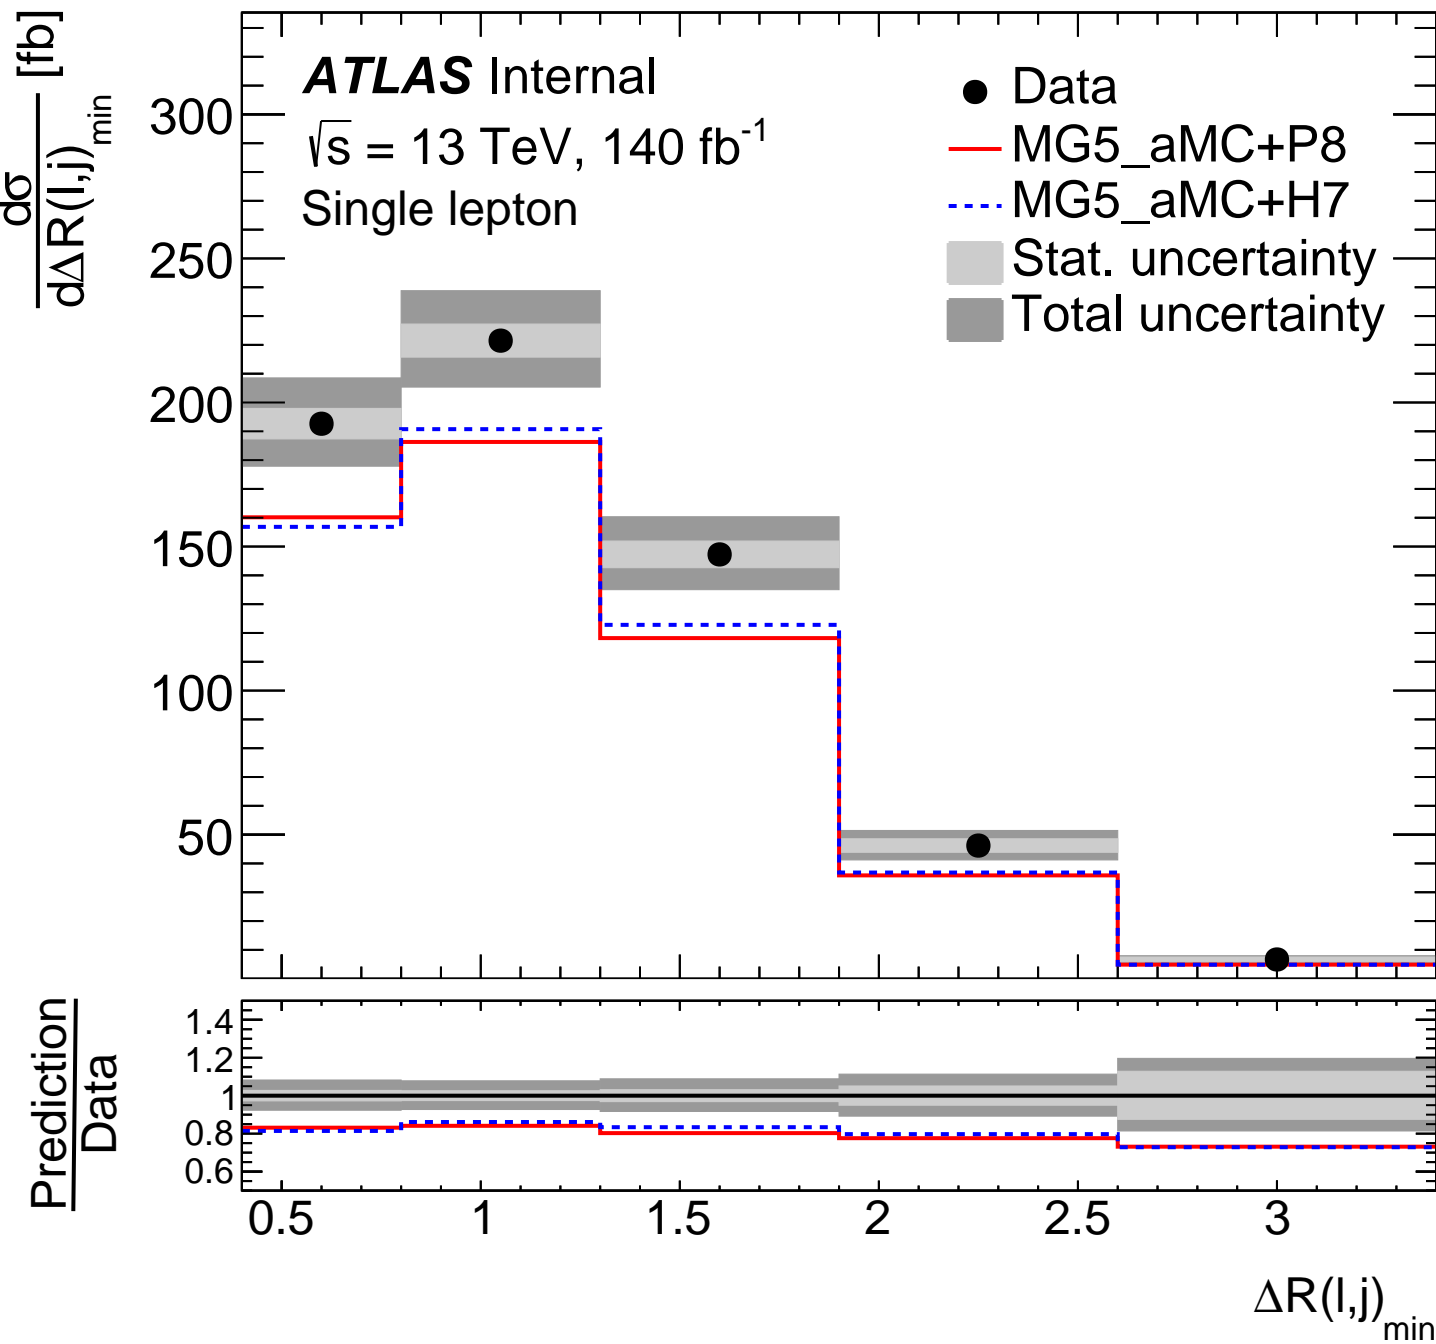 dσ
dΔR(l,j)min [fb]
ATLAS Internal
√s = 13 TeV, 140 fb-1
Single lepton
Data
MG5_aMC+P8
MG5_aMC+H7
Stat. uncertainty
Total uncertainty
300
250
200
150
100
50
Prediction
Data
1.4
1.2
1
0.8
0.6
0.5 1 1.5 2 2.5 3
ΔR(l,j)min